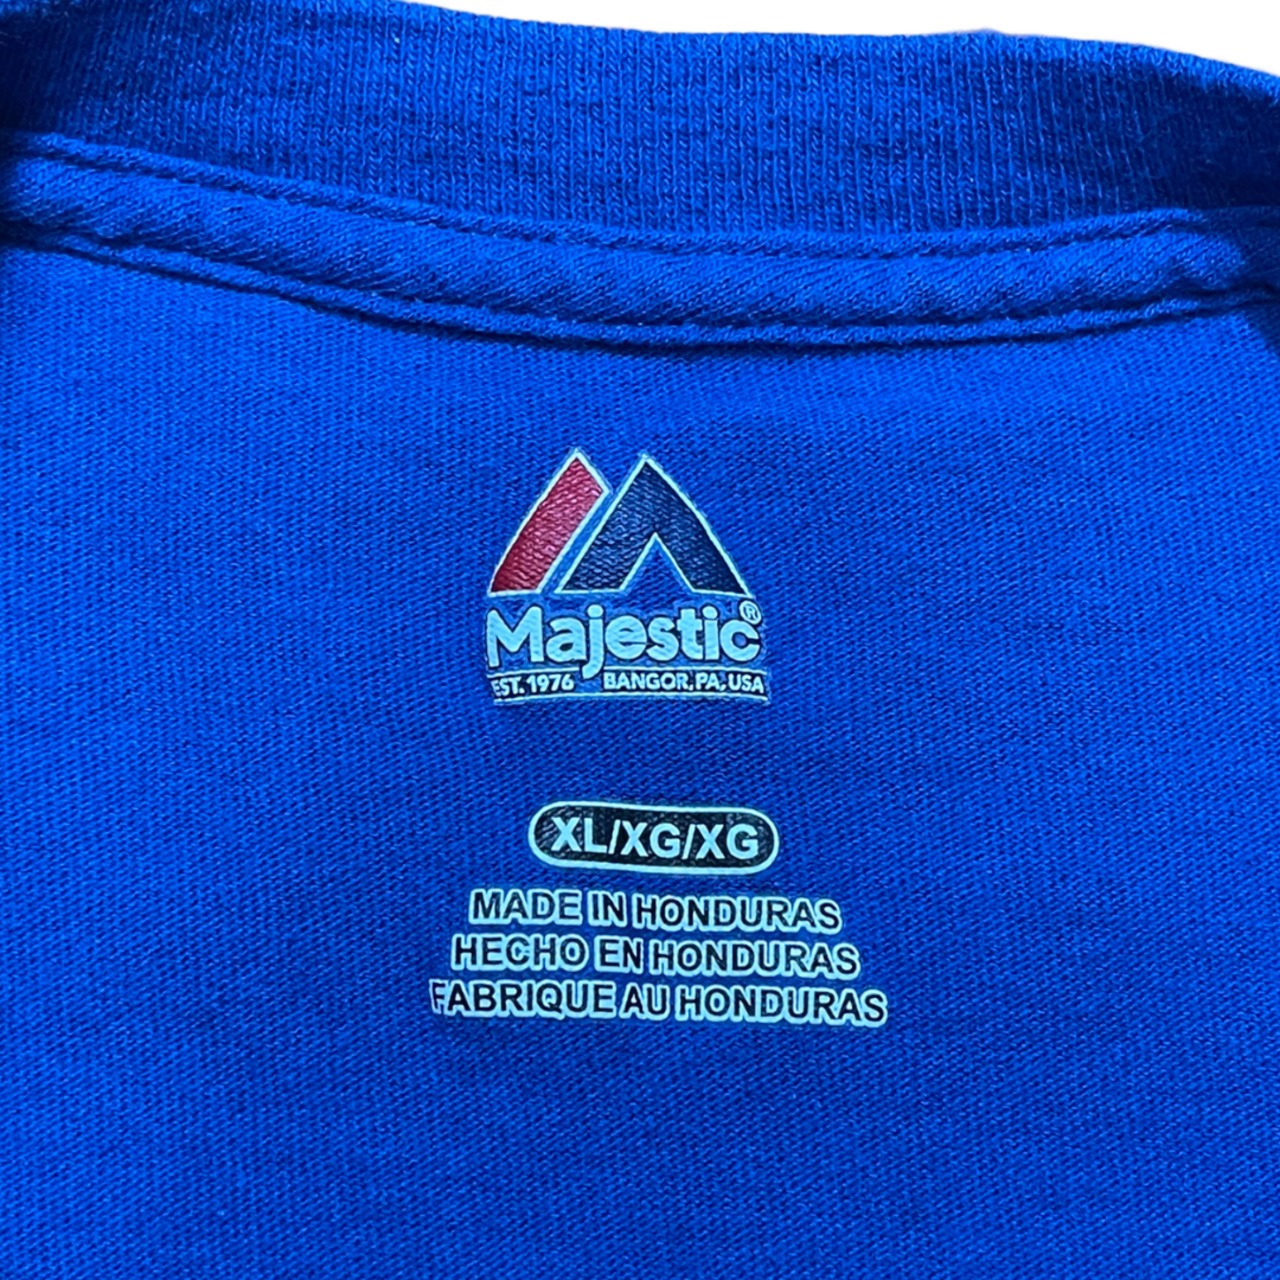 Majestic®
EST. 1976 BANGOR, PA, USA
XL/XG/XG
MADE IN HONDURAS
HECHO EN HONDURAS
FABRIQUE AU HONDURAS